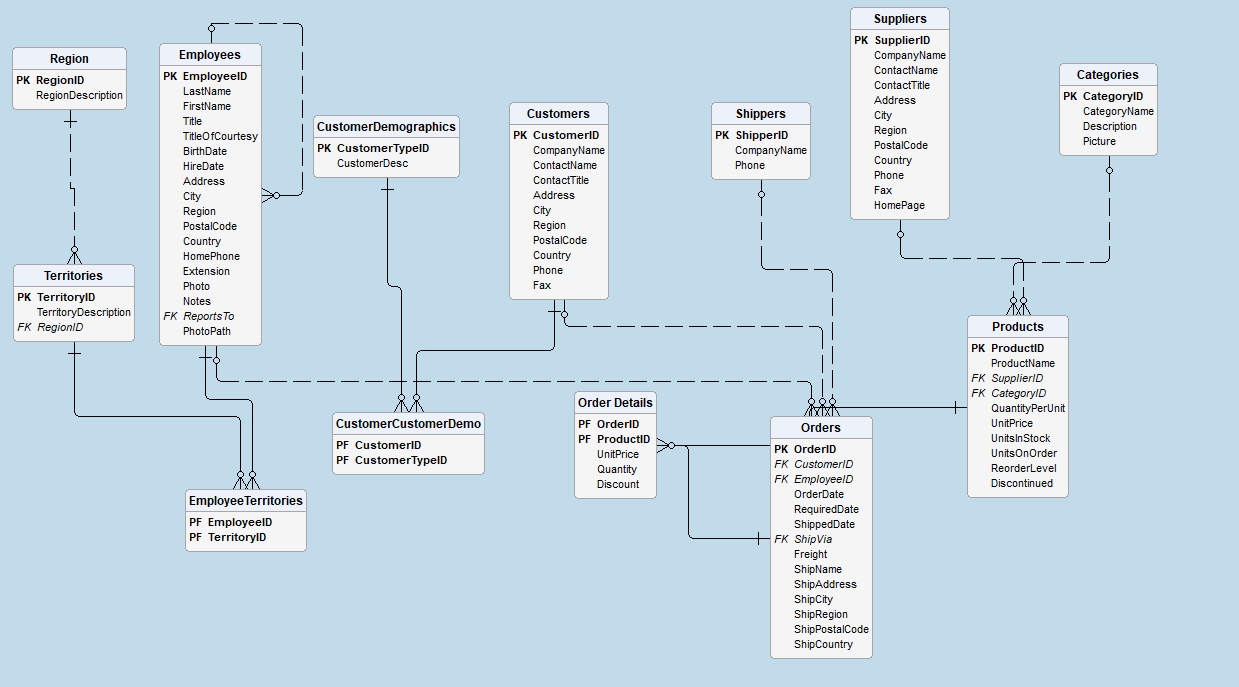 Region
PK RegionID
RegionDescription
Employees
PK EmployeeID
LastName
FirstName
Title
TitleOfCourtesy
BirthDate
HireDate
Address
City
Region
PostalCode
Country
HomePhone
Extension
Photo
Notes
FK ReportsTo
PhotoPath
CustomerDemographics
PK CustomerTypeID
CustomerDesc
Customers
PK CustomerID
CompanyName
ContactName
ContactTitle
Address
City
Region
PostalCode
Country
Phone
Fax
Shippers
PK ShipperID
CompanyName
Phone
Suppliers
PK SupplierID
CompanyName
ContactName
ContactTitle
Address
City
Region
PostalCode
Country
Phone
Fax
HomePage
Categories
PK CategoryID
CategoryName
Description
Picture
Territories
PK TerritoryID
TerritoryDescription
FK RegionID
Products
PK ProductID
ProductName
FK SupplierID
FK CategoryID
QuantityPerUnit
UnitPrice
UnitsInStock
UnitsOnOrder
ReorderLevel
Discontinued
CustomerCustomerDemo
PF CustomerID
PF CustomerTypeID
Order Details
PF OrderID
PF ProductID
UnitPrice
Quantity
Discount
Orders
PK OrderID
FK CustomerID
FK EmployeeID
OrderDate
RequiredDate
ShippedDate
FK ShipVia
Freight
ShipName
ShipAddress
ShipCity
ShipRegion
ShipPostalCode
ShipCountry
EmployeeTerritories
PF EmployeeID
PF TerritoryID